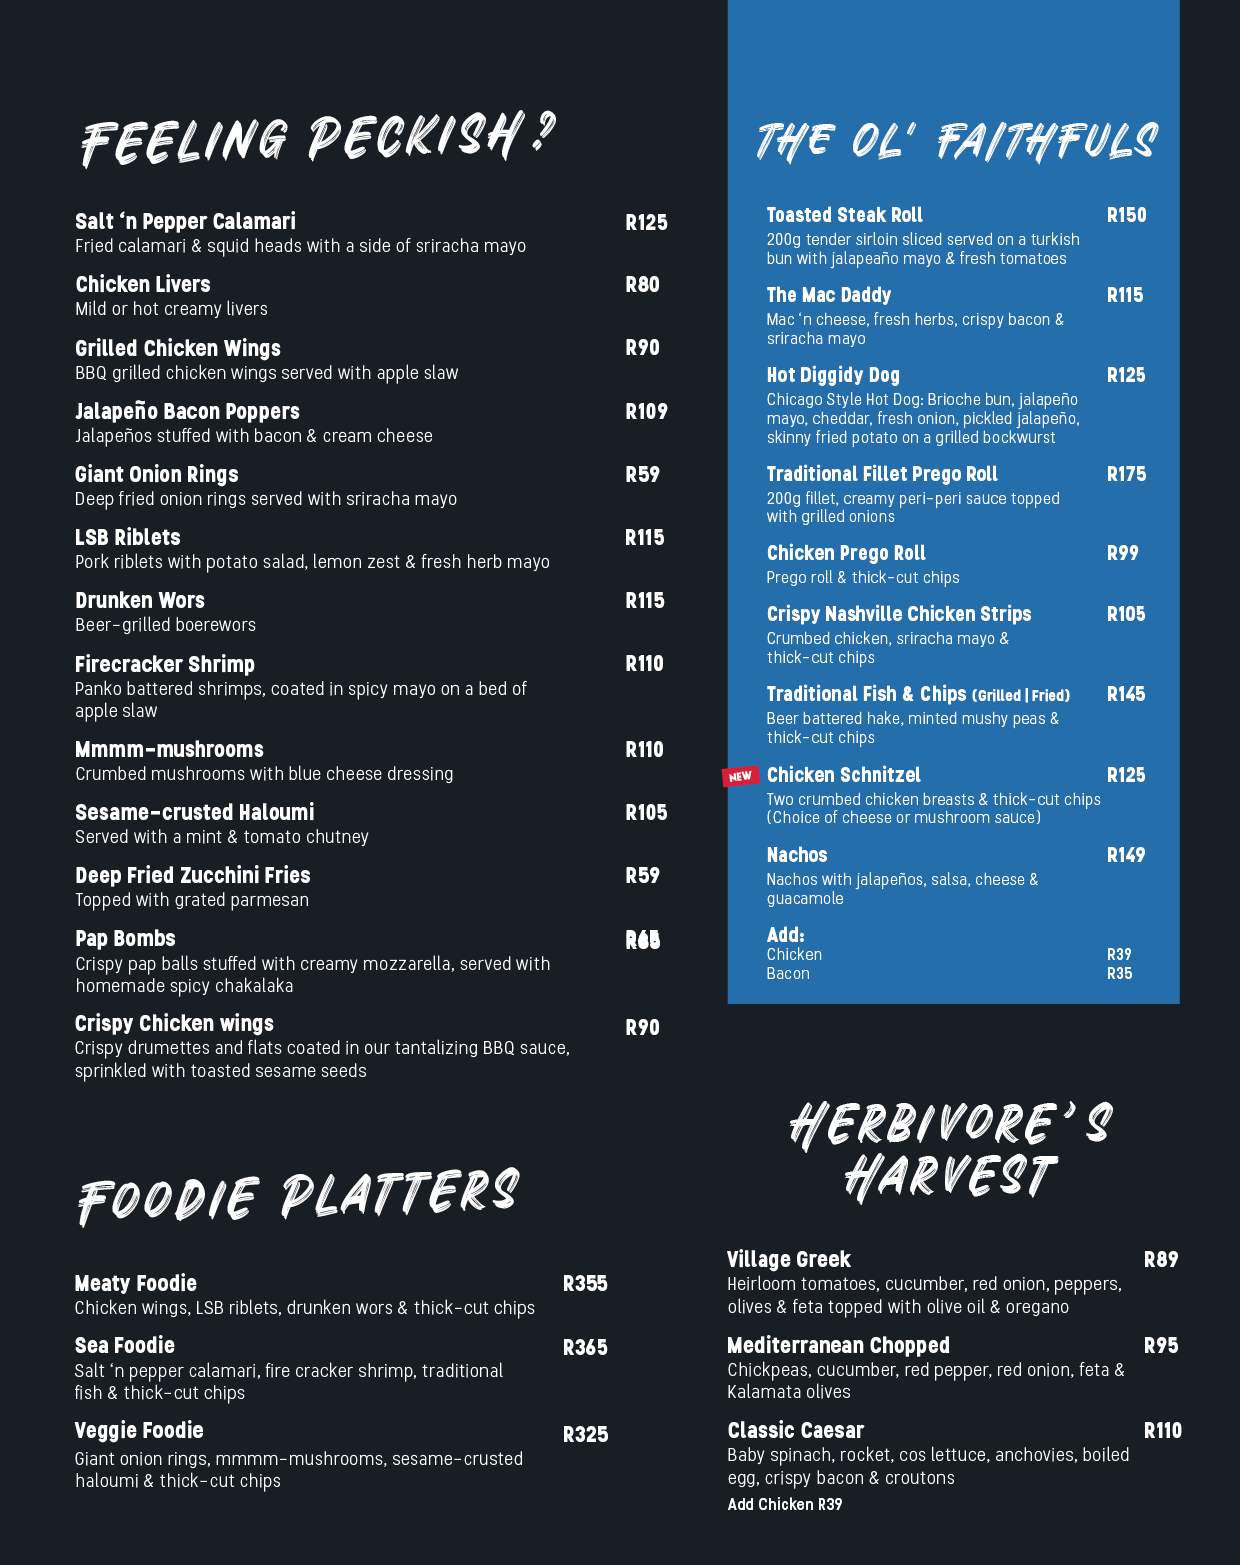 FEELING PECKISH?
Salt ‘n Pepper Calamari R125
Fried calamari & squid heads with a side of sriracha mayo
Chicken Livers R80
Mild or hot creamy livers
Grilled Chicken Wings R90
BBQ grilled chicken wings served with apple slaw
Jalapeño Bacon Poppers R109
Jalapeños stuffed with bacon & cream cheese
Giant Onion Rings R59
Deep fried onion rings served with sriracha mayo
LSB Riblets R115
Pork riblets with potato salad, lemon zest & fresh herb mayo
Drunken Wors R115
Beer-grilled boerewors
Firecracker Shrimp R110
Panko battered shrimps, coated in spicy mayo on a bed of
apple slaw
Mmmm-mushrooms R110
Crumbed mushrooms with blue cheese dressing
Sesame-crusted Haloumi R105
Served with a mint & tomato chutney
Deep Fried Zucchini Fries R59
Topped with grated parmesan
Pap Bombs
Crispy pap balls stuffed with creamy mozzarella, served with
homemade spicy chakalaka
Crispy Chicken wings R90
Crispy drumettes and flats coated in our tantalizing BBQ sauce,
sprinkled with toasted sesame seeds
FOODIE PLATTERS
Meaty Foodie R355
Chicken wings, LSB riblets, drunken wors & thick-cut chips
Sea Foodie R365
Salt ‘n pepper calamari, fire cracker shrimp, traditional
fish & thick-cut chips
Veggie Foodie R325
Giant onion rings, mmmm-mushrooms, sesame-crusted
haloumi & thick-cut chips
THE OL' FAITHFULS
Toasted Steak Roll R150
200g tender sirloin sliced served on a turkish
bun with jalapeaño mayo & fresh tomatoes
The Mac Daddy R115
Mac ‘n cheese, fresh herbs, crispy bacon &
sriracha mayo
Hot Diggidy Dog R125
Chicago Style Hot Dog: Brioche bun, jalapeño
mayo, cheddar, fresh onion, pickled jalapeño,
skinny fried potato on a grilled bockwurst
Traditional Fillet Prego Roll R175
200g fillet, creamy peri-peri sauce topped
with grilled onions
Chicken Prego Roll R99
Prego roll & thick-cut chips
Crispy Nashville Chicken Strips R105
Crumbed chicken, sriracha mayo &
thick-cut chips
Traditional Fish & Chips (Grilled | Fried) R145
Beer battered hake, minted mushy peas &
thick-cut chips
NEW Chicken Schnitzel R125
Two crumbed chicken breasts & thick-cut chips
(Choice of cheese or mushroom sauce)
Nachos R149
Nachos with jalapeños, salsa, cheese &
guacamole
Add:
Chicken R39
Bacon R35
HERBIVORE’S
HARVEST
Village Greek R89
Heirloom tomatoes, cucumber, red onion, peppers,
olives & feta topped with olive oil & oregano
Mediterranean Chopped R95
Chickpeas, cucumber, red pepper, red onion, feta &
Kalamata olives
Classic Caesar R110
Baby spinach, rocket, cos lettuce, anchovies, boiled
egg, crispy bacon & croutons
Add Chicken R39